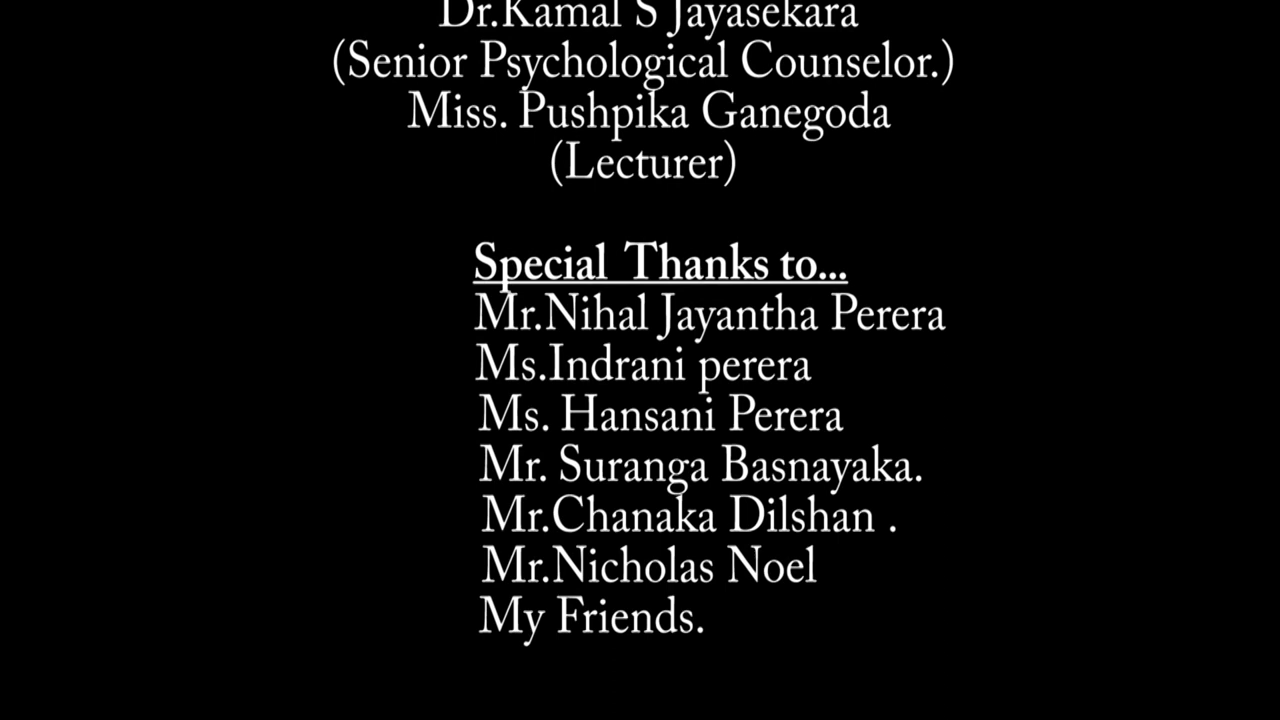 Dr.Kamal S Jayasekara
(Senior Psychological Counselor.)
Miss. Pushpika Ganegoda
(Lecturer)
Special Thanks to...
Mr.Nihal Jayantha Perera
Ms.Indrani perera
Ms. Hansani Perera
Mr. Suranga Basnayaka.
Mr.Chanaka Dilshan .
Mr.Nicholas Noel
My Friends.